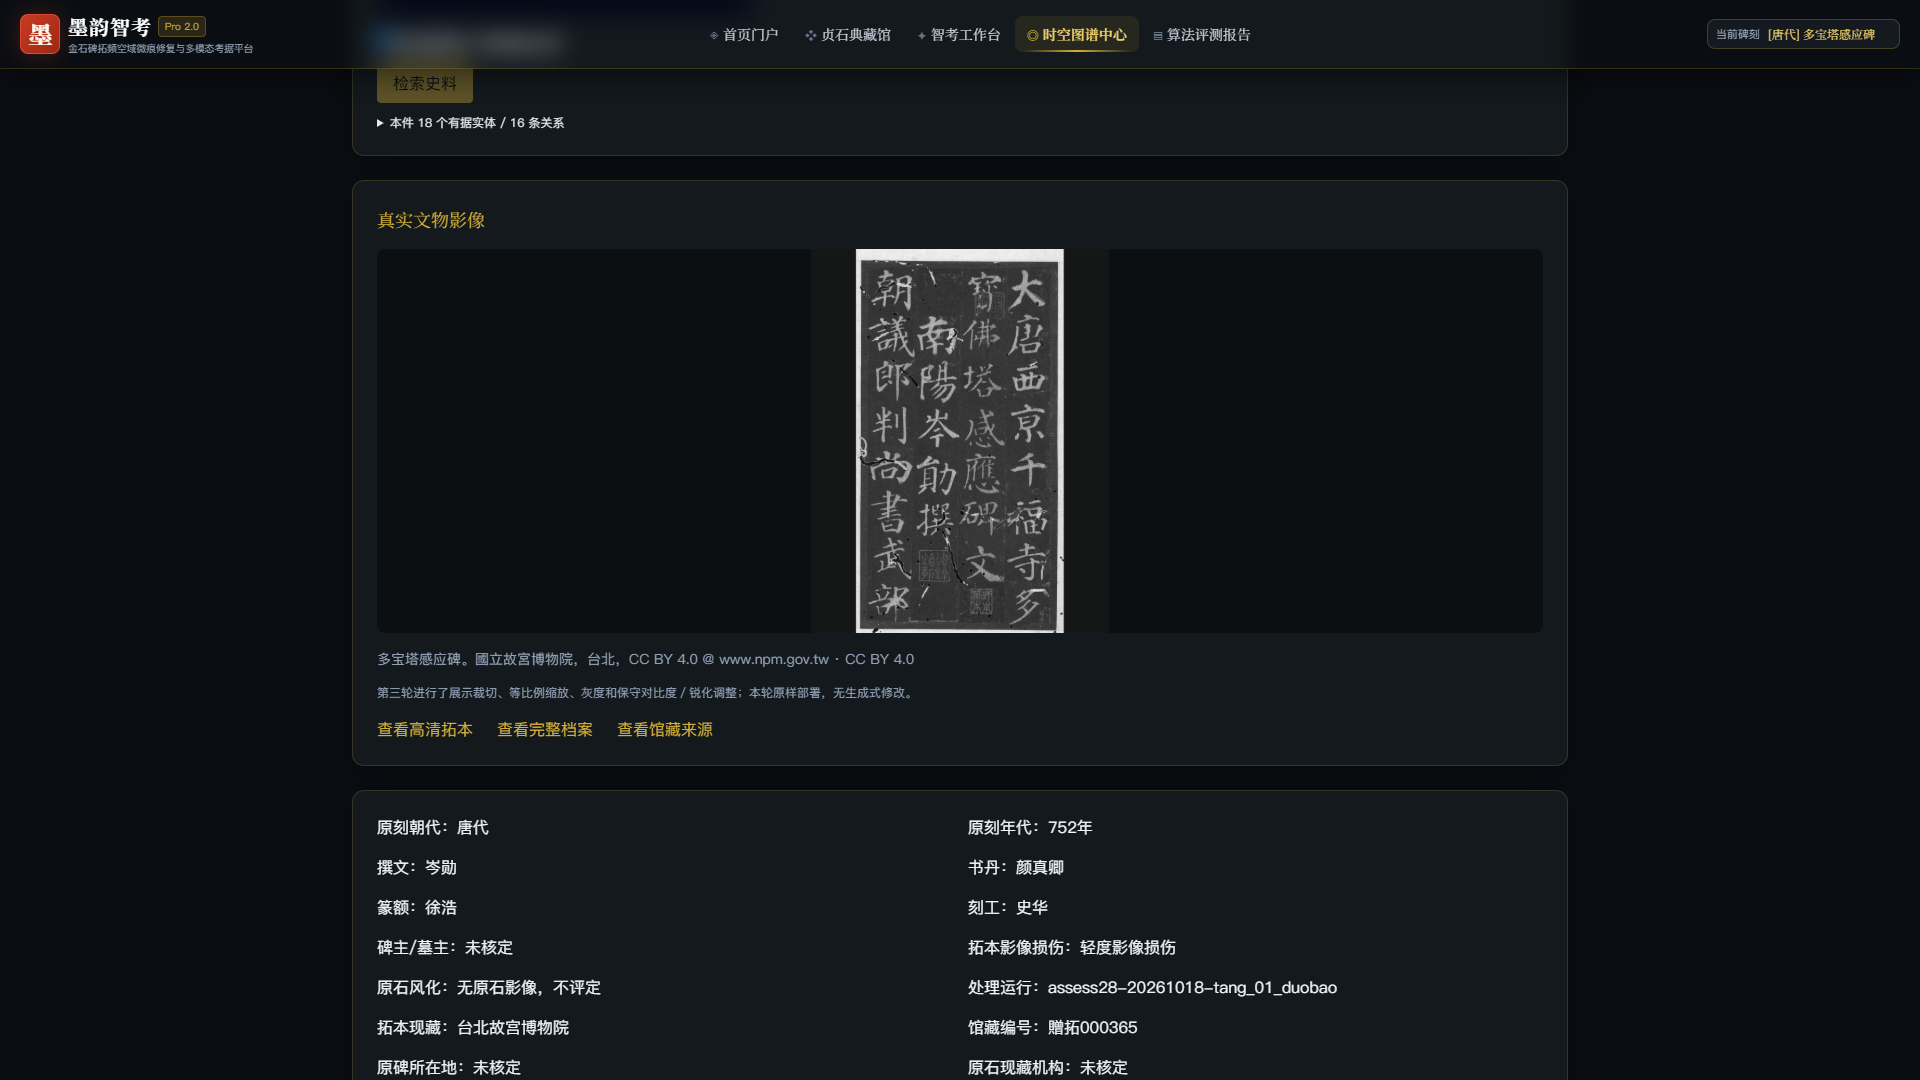 墨
墨韵智考 Pro 2.0
金石碑拓频空域微痕修复与多模态考据平台
首页门户
贞石典藏馆
智考工作台
时空图谱中心
算法评测报告
当前碑刻 [唐代] 多宝塔感应碑
检索史料
本件 18 个有据实体 / 16 条关系
真实文物影像
大唐西京千福寺多
寶佛塔感應碑文
南陽岑勛撰
朝議郎判尚書武部
多宝塔感应碑。國立故宮博物院，台北，CC BY 4.0 @ www.npm.gov.tw · CC BY 4.0
第三轮进行了展示裁切、等比例缩放、灰度和保守对比度 / 锐化调整；本轮原样部署，无生成式修改。
查看高清拓本 查看完整档案 查看馆藏来源
原刻朝代：唐代
原刻年代：752年
撰文：岑勋
书丹：颜真卿
篆额：徐浩
刻工：史华
碑主/墓主：未核定
拓本影像损伤：轻度影像损伤
原石风化：无原石影像，不评定
处理运行：assess28-20261018-tang_01_duobao
拓本现藏：台北故宫博物院
馆藏编号：贈拓000365
原碑所在地：未核定
原石现藏机构：未核定